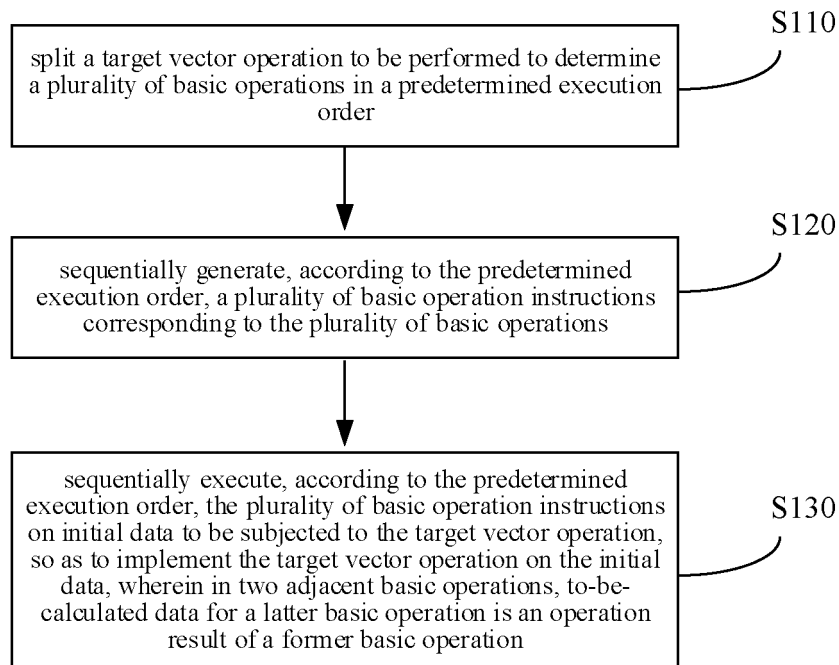 S110
split a target vector operation to be performed to determine
a plurality of basic operations in a predetermined execution
order
S120
sequentially generate, according to the predetermined
execution order, a plurality of basic operation instructions
corresponding to the plurality of basic operations
S130
sequentially execute, according to the predetermined
execution order, the plurality of basic operation instructions
on initial data to be subjected to the target vector operation,
so as to implement the target vector operation on the initial
data, wherein in two adjacent basic operations, to-be-
calculated data for a latter basic operation is an operation
result of a former basic operation